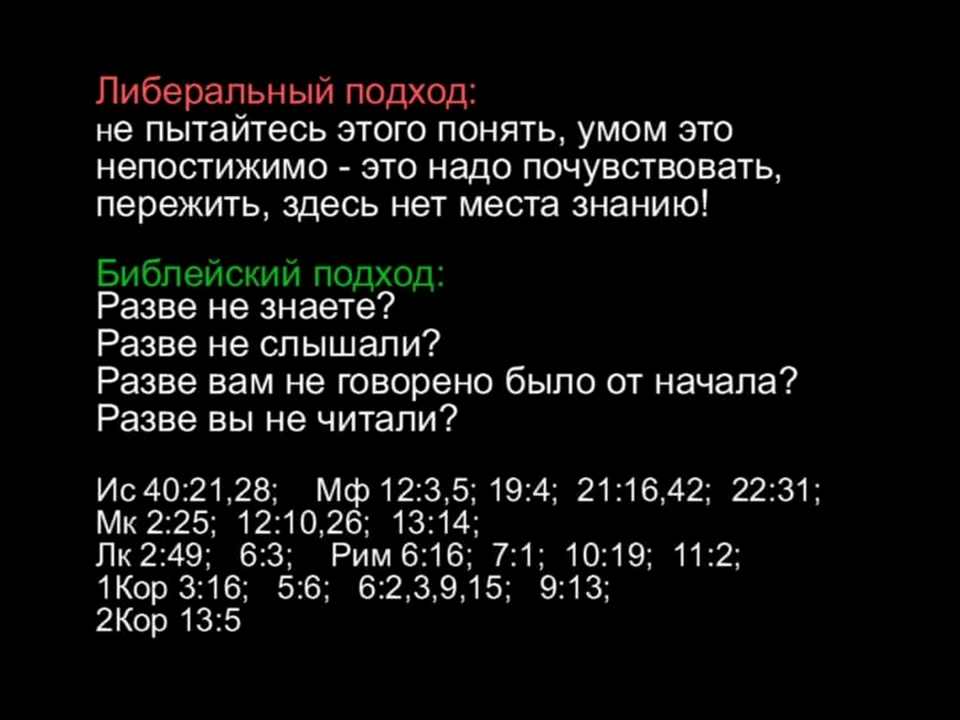 Либеральный подход:
не пытайтесь этого понять, умом это
непостижимо - это надо почувствовать,
пережить, здесь нет места знанию!
Библейский подход:
Разве не знаете?
Разве не слышали?
Разве вам не говорено было от начала?
Разве вы не читали?
Ис 40:21,28; Мф 12:3,5; 19:4; 21:16,42; 22:31;
Мк 2:25; 12:10,26; 13:14;
Лк 2:49; 6:3; Рим 6:16; 7:1; 10:19; 11:2;
1Кор 3:16; 5:6; 6:2,3,9,15; 9:13;
2Кор 13:5